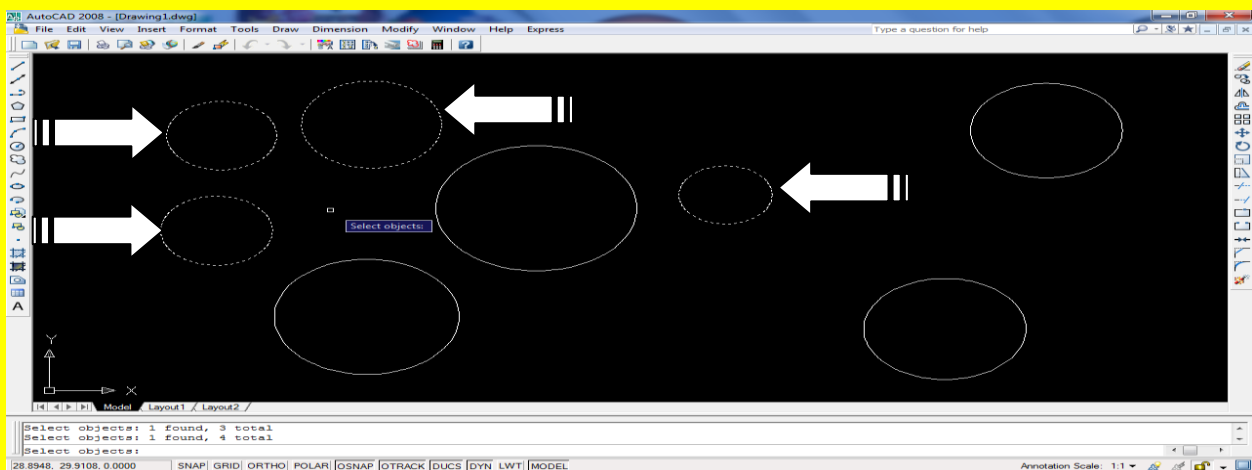 AutoCAD 2008 - [Drawing1.dwg]
File Edit View Insert Format Tools Draw Dimension Modify Window Help Express Type a question for help
Select objects:
A
Y
X
Model Layout1 Layout2
Select objects: 1 found, 3 total
Select objects: 1 found, 4 total
Select objects:
28.8948, 29.9108, 0.0000 SNAP GRID ORTHO POLAR OSNAP OTRACK DUCS DYN LWT MODEL Annotation Scale: 1:1